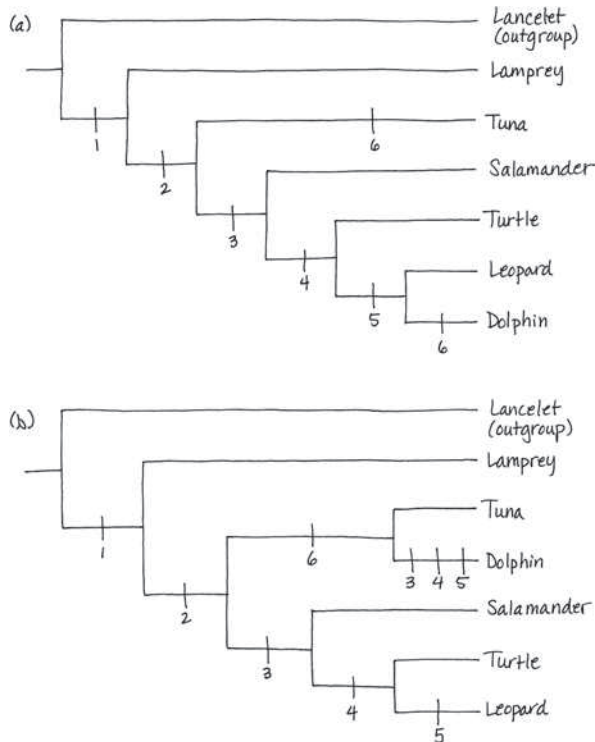 (a)
Lancelet
(outgroup)
Lamprey
1
Tuna
6
2
Salamander
3
Turtle
4
Leopard
5
Dolphin
6
(b)
Lancelet
(outgroup)
Lamprey
1
Tuna
6
Dolphin
3 4 5
2
Salamander
3
Turtle
4
Leopard
5